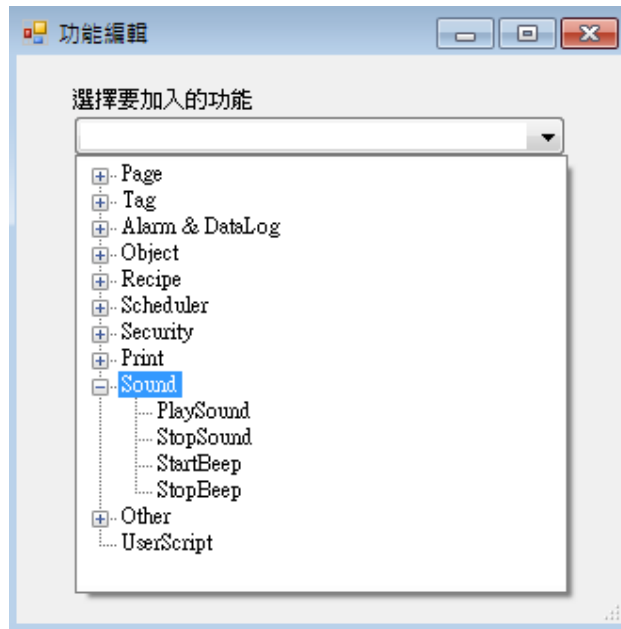 功能編輯
選擇要加入的功能
Page
Tag
Alarm & DataLog
Object
Recipe
Scheduler
Security
Print
Sound
PlaySound
StopSound
StartBeep
StopBeep
Other
UserScript